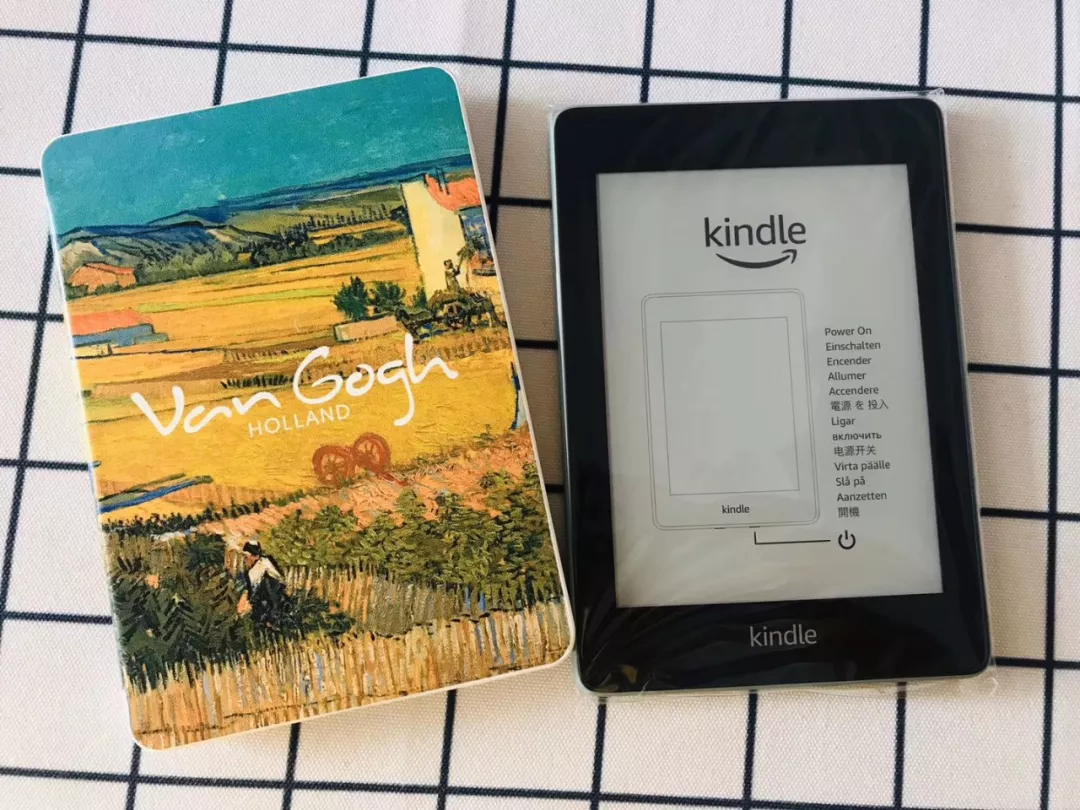 Van Gogh
HOLLAND
kindle
Power On
Einschalten
Encender
Allumer
Accendere
電源 を 投入
Ligar
включить
电源开关
Virta päälle
Slå på
Aanzetten
開機
kindle
kindle